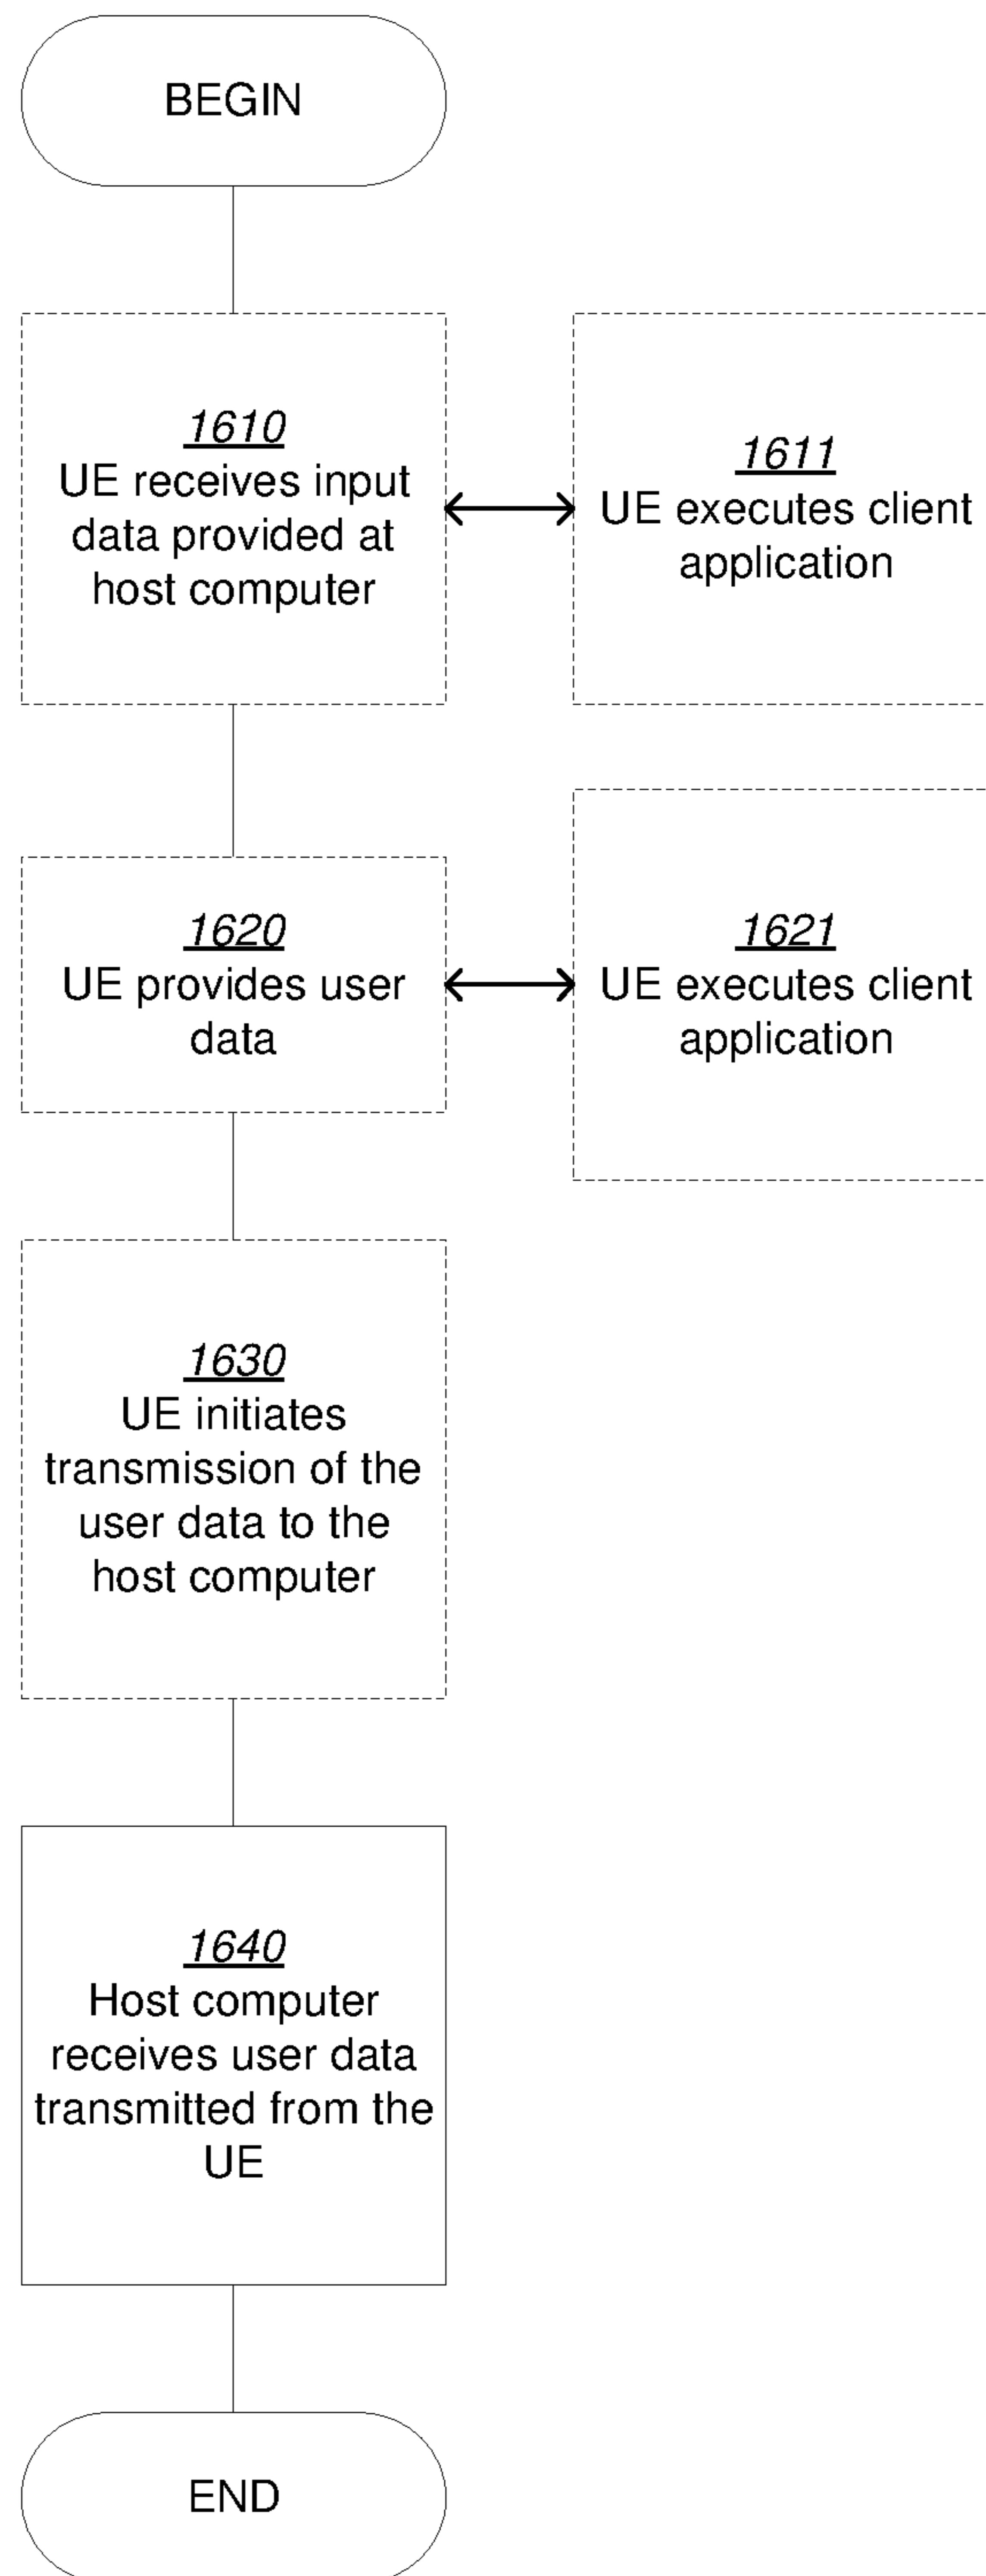 BEGIN
1610
UE receives input
data provided at
host computer
1611
UE executes client
application
1620
UE provides user
data
1621
UE executes client
application
1630
UE initiates
transmission of the
user data to the
host computer
1640
Host computer
receives user data
transmitted from the
UE
END